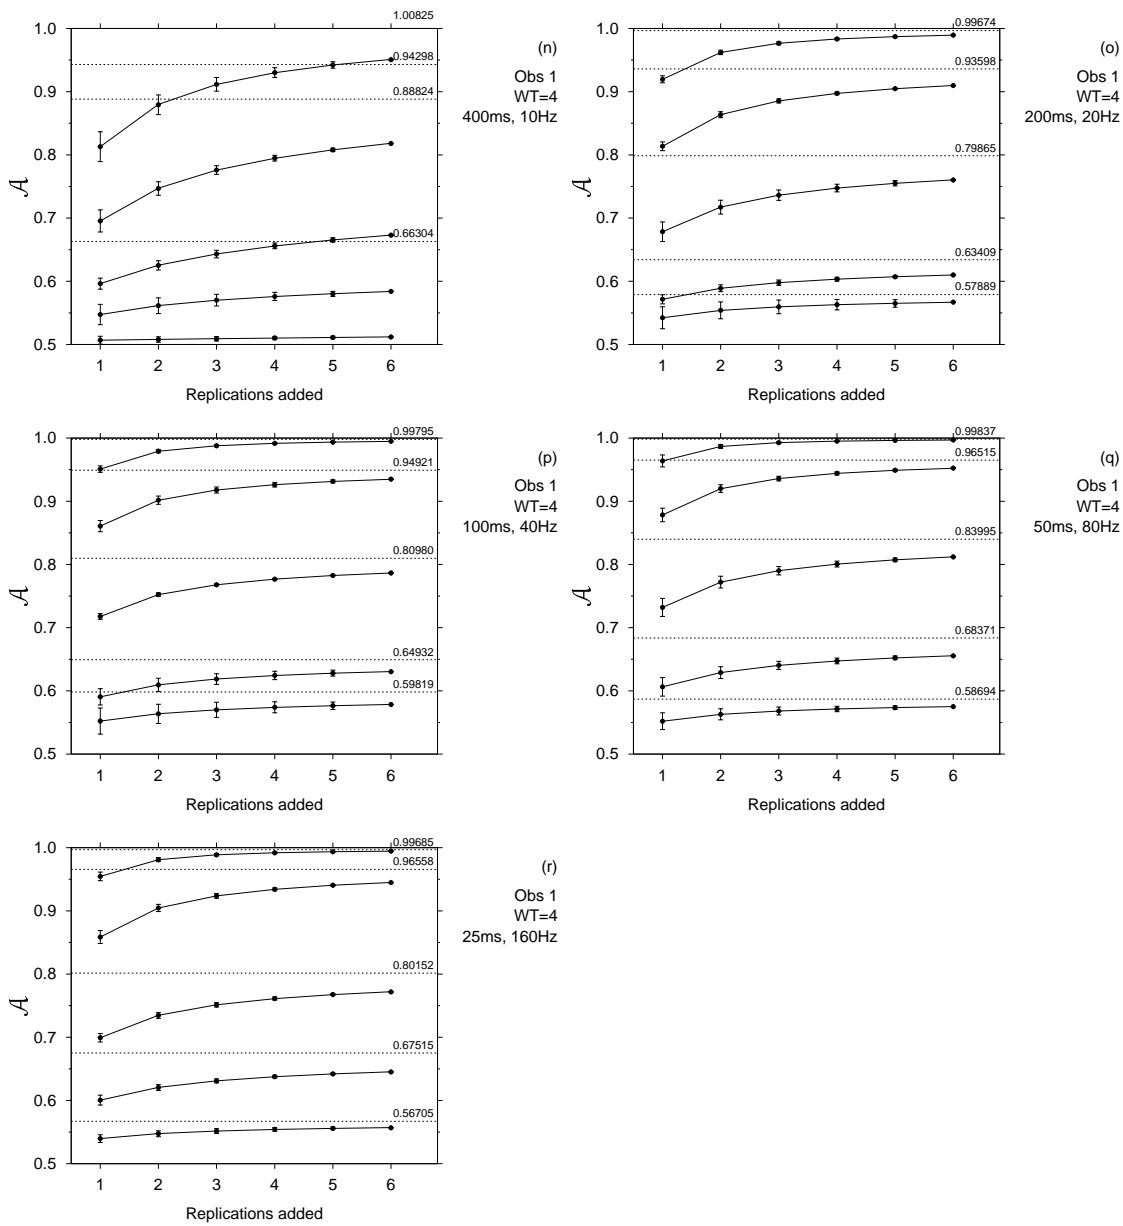 1.00825
1.0
0.94298
0.9
0.88824
0.8
0.7
0.66304
0.6
0.5
𝒜
1 2 3 4 5 6
Replications added
(n)
Obs 1
WT=4
400ms, 10Hz
0.99674
1.0
0.93598
0.9
0.8
0.79865
0.7
0.63409
0.6
0.57889
0.5
𝒜
1 2 3 4 5 6
Replications added
(o)
Obs 1
WT=4
200ms, 20Hz
0.99795
1.0
0.94921
0.9
0.80980
0.8
0.7
0.64932
0.6
0.59819
0.5
𝒜
1 2 3 4 5 6
Replications added
(p)
Obs 1
WT=4
100ms, 40Hz
0.99837
1.0
0.96515
0.9
0.83995
0.8
0.7
0.68371
0.6
0.58694
0.5
𝒜
1 2 3 4 5 6
Replications added
(q)
Obs 1
WT=4
50ms, 80Hz
0.99685
1.0
0.96558
0.9
0.80152
0.8
0.7
0.67515
0.6
0.56705
0.5
𝒜
1 2 3 4 5 6
Replications added
(r)
Obs 1
WT=4
25ms, 160Hz